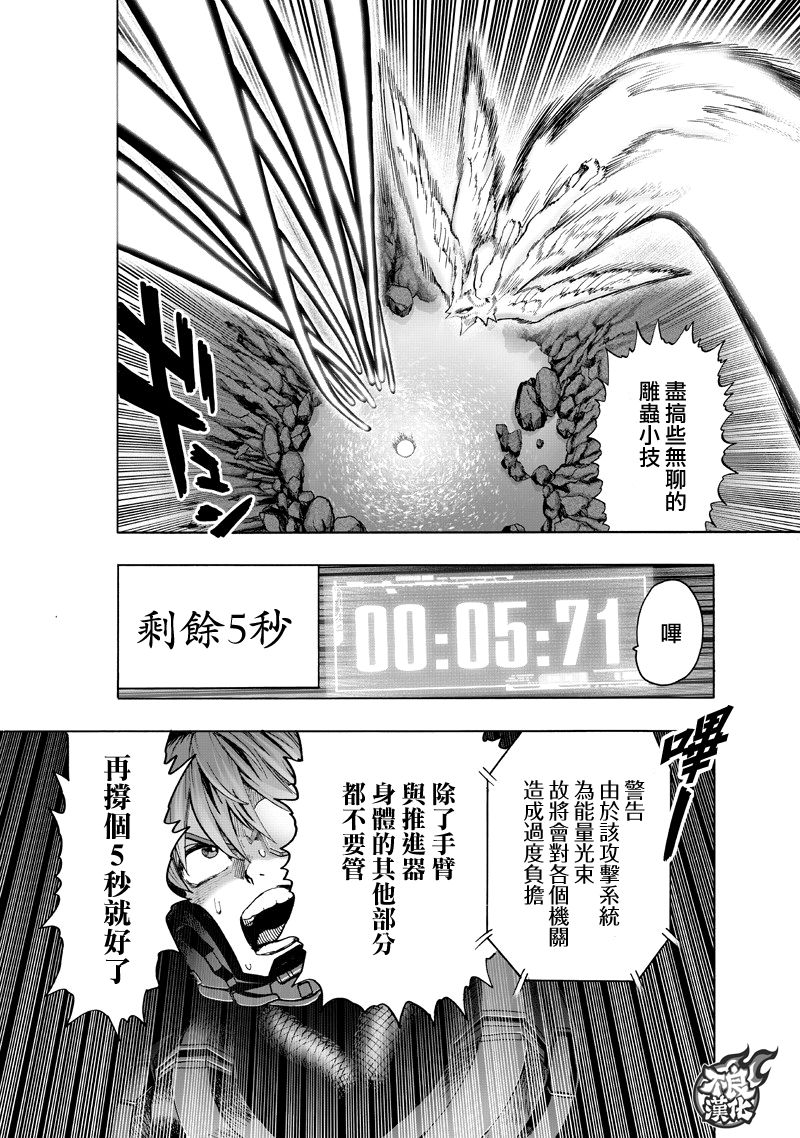 盡搞些無聊的
雕蟲小技
ギュン
嗶
00:05:71
剩餘5秒
嗶—
警告
由於該攻擊系統
為能量光束
故將會對各個機關
造成過度負擔
除了手臂
與推進器
身體的其他部分
都不要管
再撐個5秒就好了
大浪
漢化